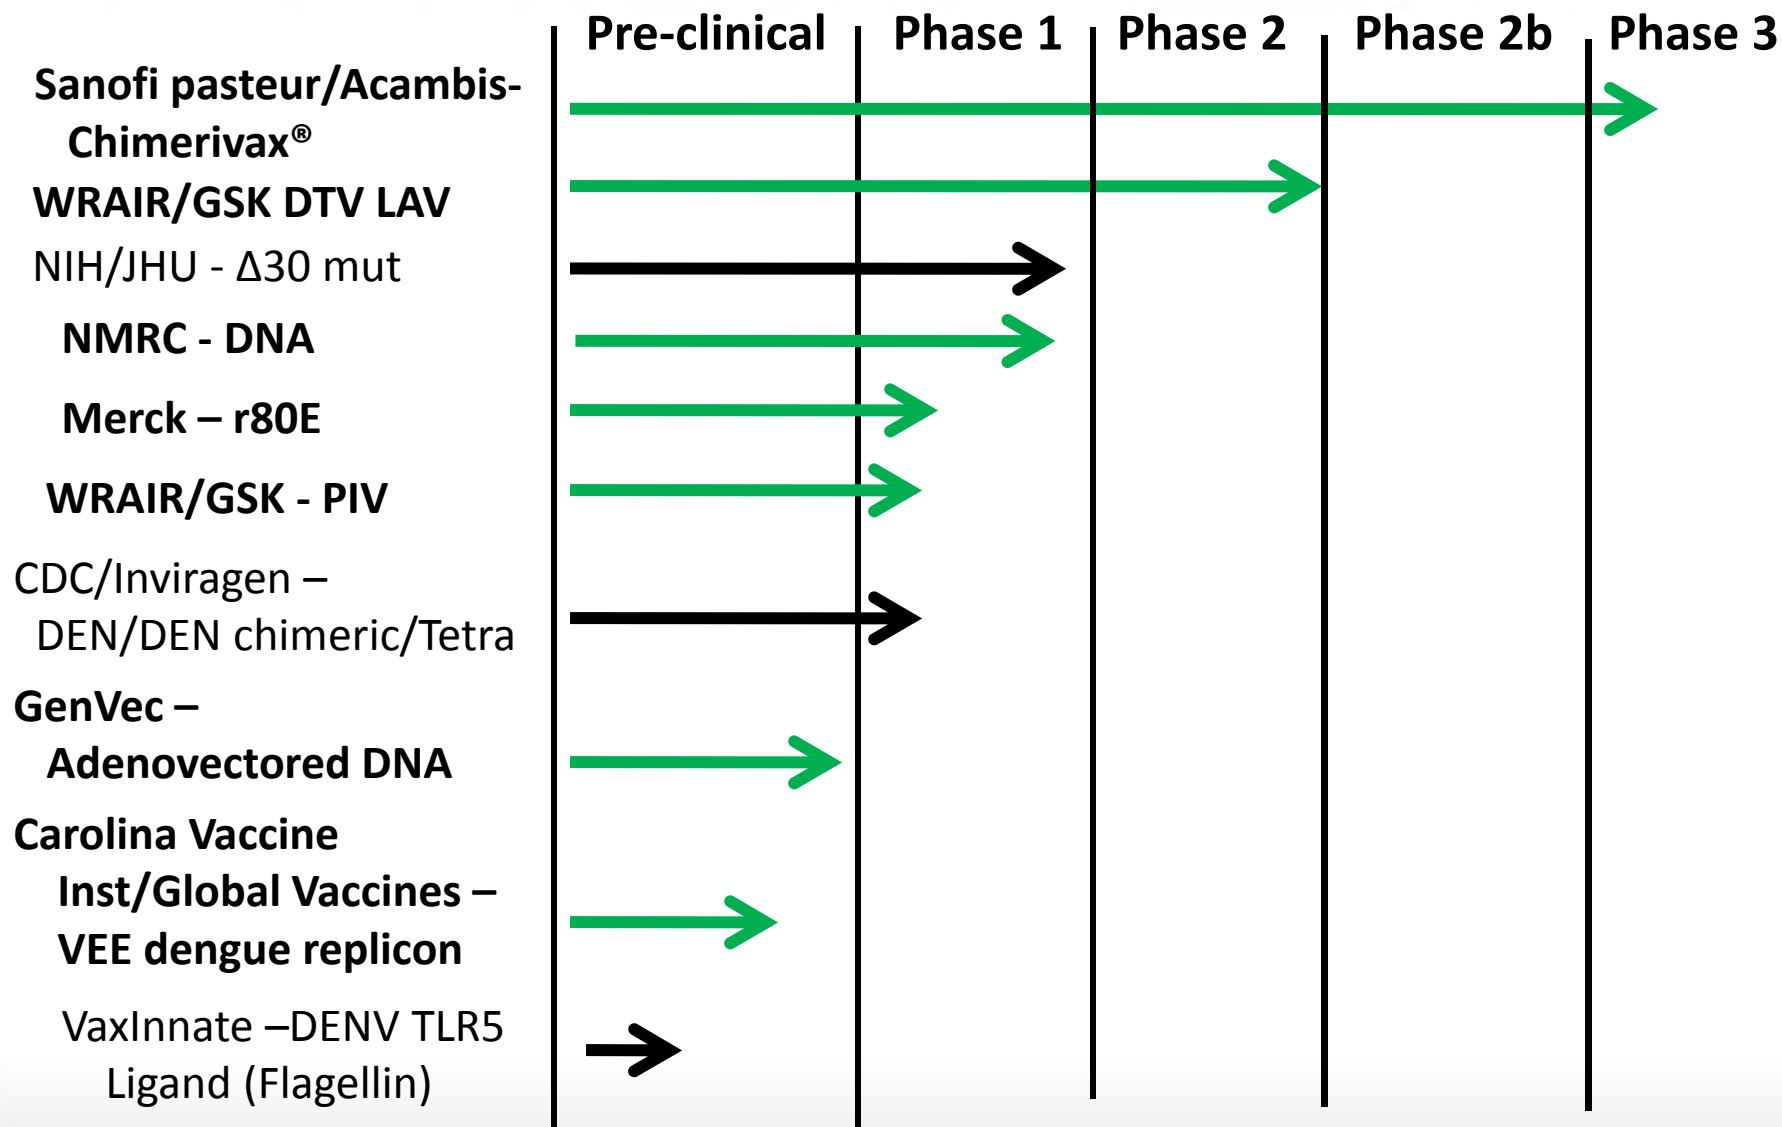 Pre-clinical Phase 1 Phase 2 Phase 2b Phase 3
Sanofi pasteur/Acambis-
Chimerivax®
WRAIR/GSK DTV LAV
NIH/JHU - Δ30 mut
NMRC - DNA
Merck – r80E
WRAIR/GSK - PIV
CDC/Inviragen –
DEN/DEN chimeric/Tetra
GenVec –
Adenovectored DNA
Carolina Vaccine
Inst/Global Vaccines –
VEE dengue replicon
VaxInnate –DENV TLR5
Ligand (Flagellin)